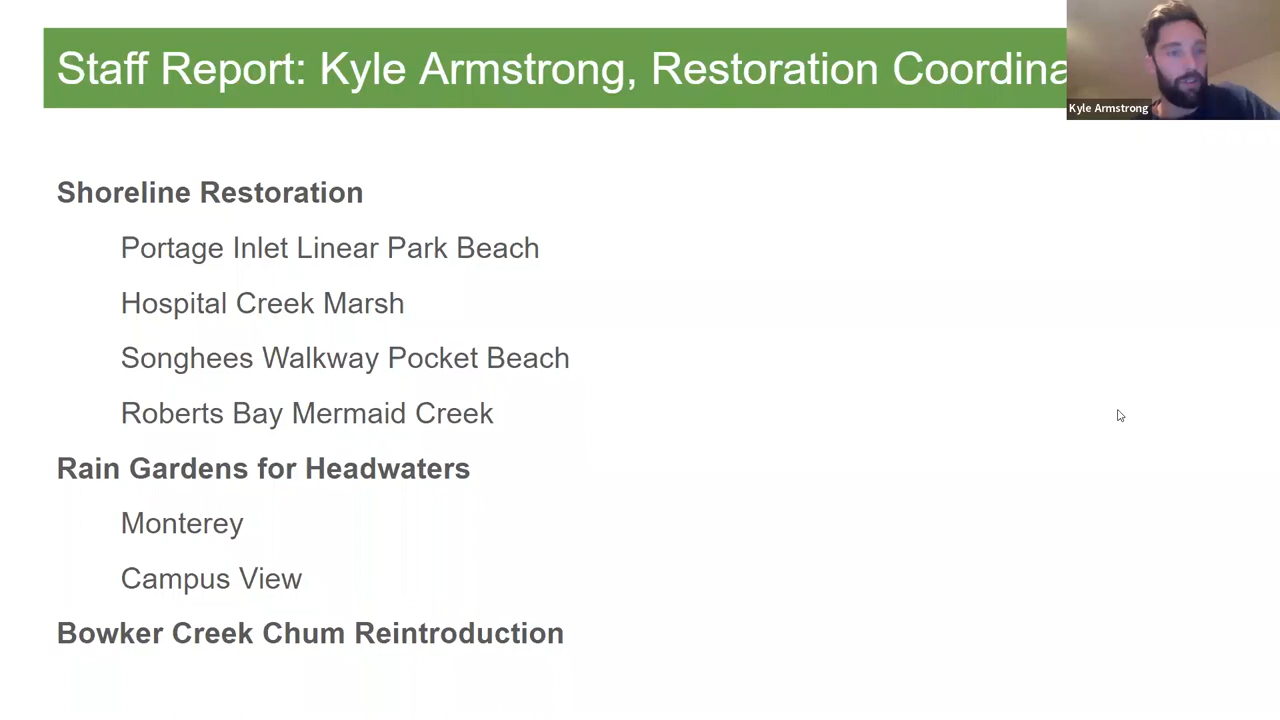 Staff Report: Kyle Armstrong, Restoration Coordina
Kyle Armstrong
Shoreline Restoration
Portage Inlet Linear Park Beach
Hospital Creek Marsh
Songhees Walkway Pocket Beach
Roberts Bay Mermaid Creek
Rain Gardens for Headwaters
Monterey
Campus View
Bowker Creek Chum Reintroduction